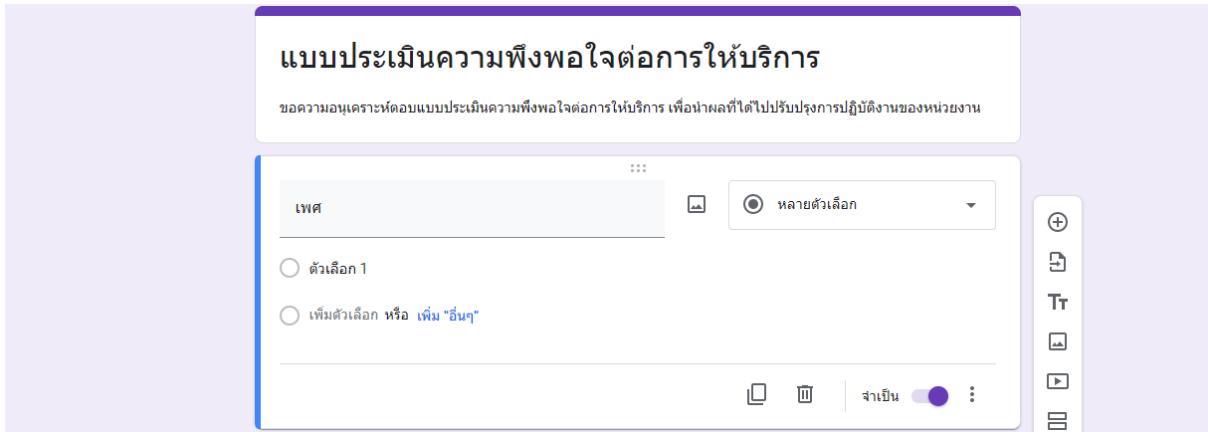 แบบประเมินความพึงพอใจต่อการให้บริการ
ขอความอนุเคราะห์ตอบแบบประเมินความพึงพอใจต่อการให้บริการ เพื่อนำผลที่ได้ไปปรับปรุงการปฏิบัติงานของหน่วยงาน
เพศ
หลายตัวเลือก
ตัวเลือก 1
เพิ่มตัวเลือก หรือ เพิ่ม "อื่นๆ"
จำเป็น